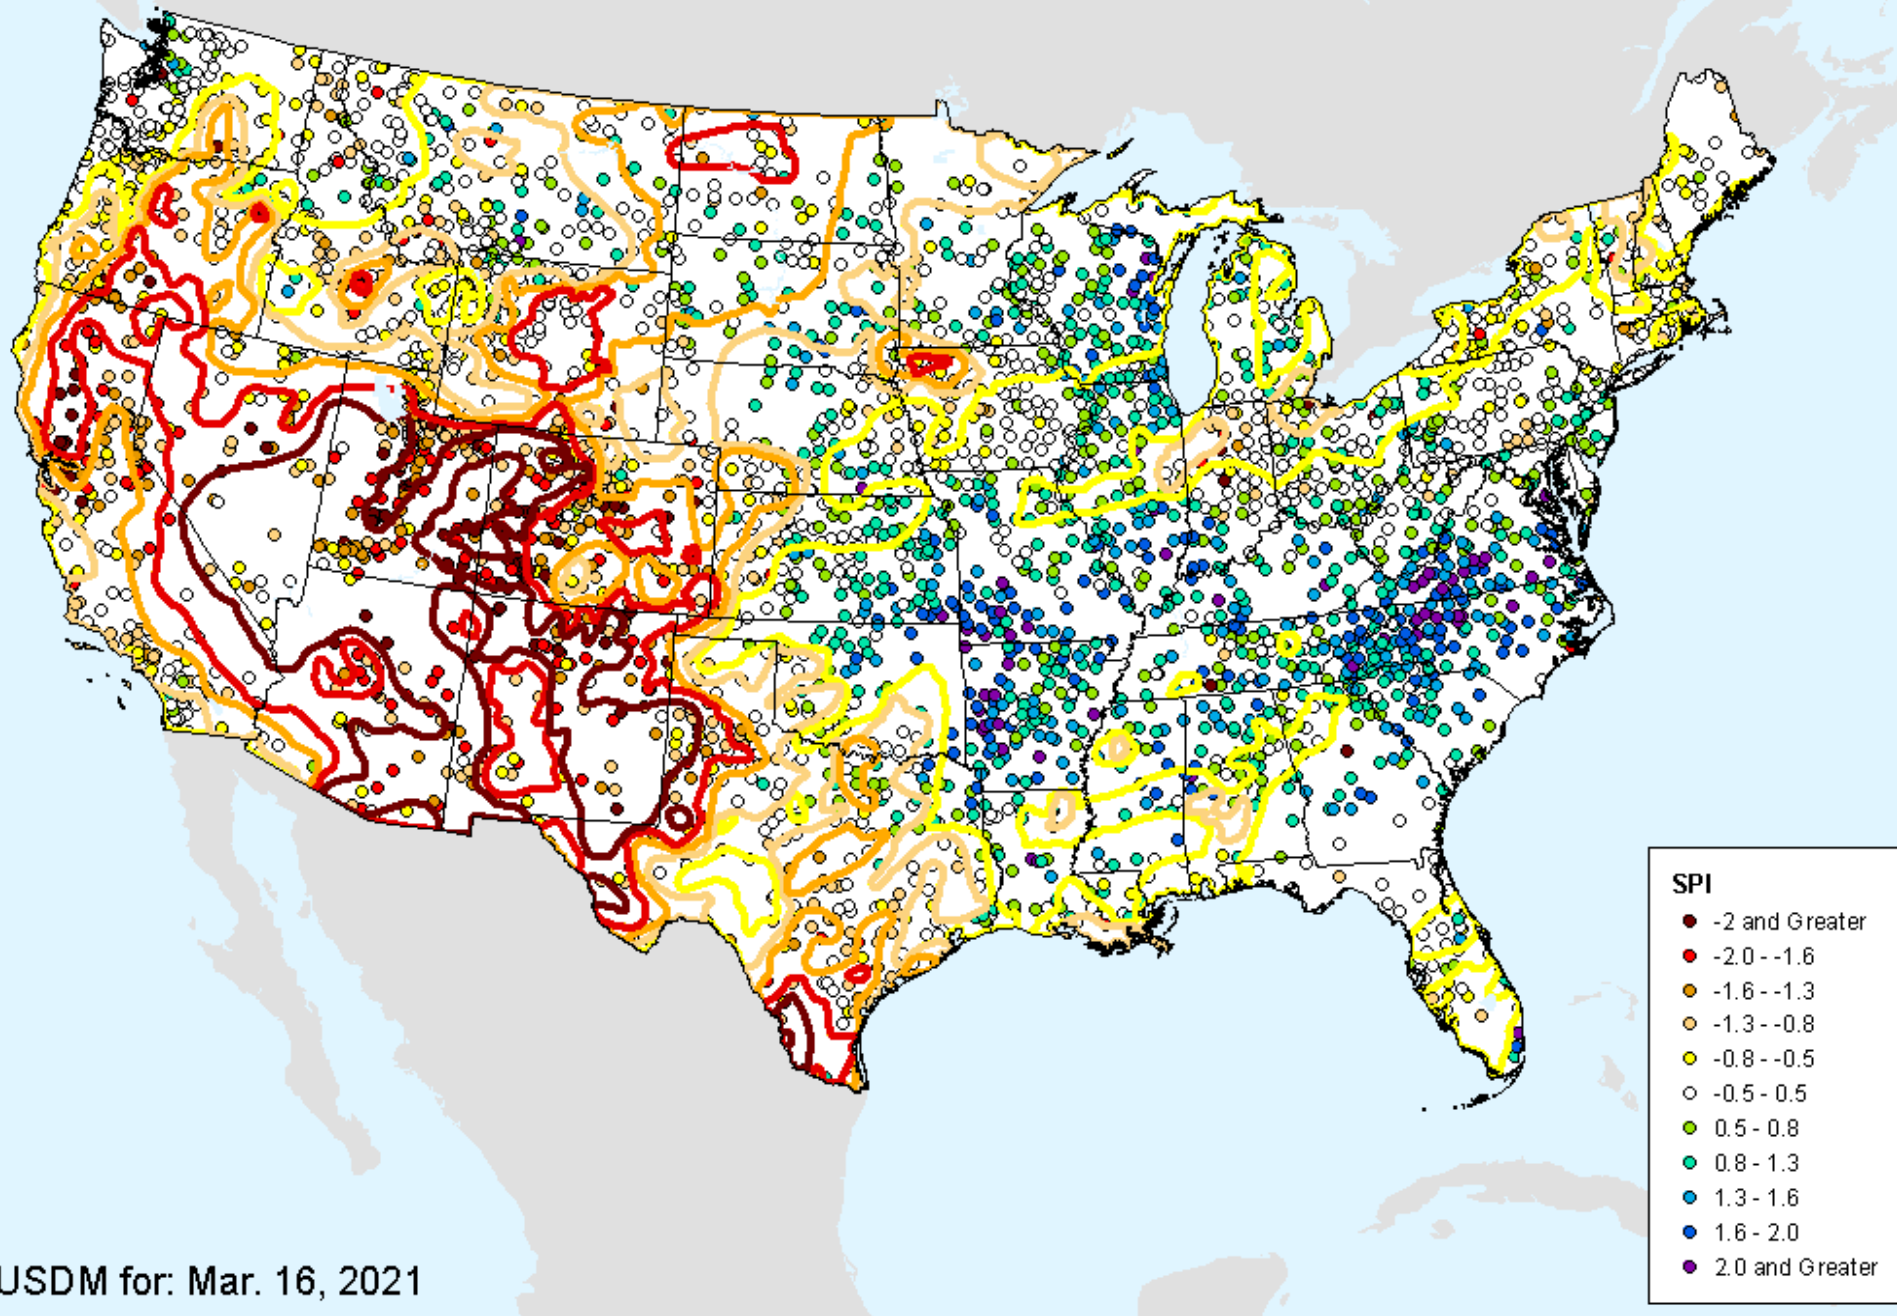 SPI
-2 and Greater
-2.0 - -1.6
-1.6 - -1.3
-1.3 - -0.8
-0.8 - -0.5
-0.5 - 0.5
0.5 - 0.8
0.8 - 1.3
1.3 - 1.6
1.6 - 2.0
2.0 and Greater
USDM for: Mar. 16, 2021